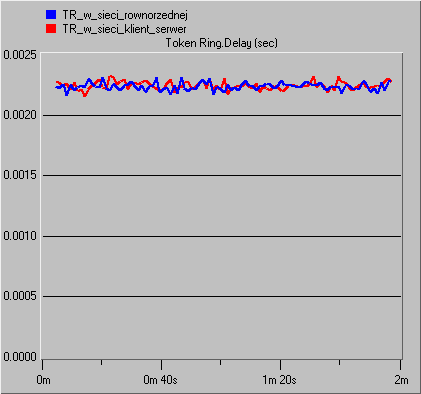 TR_w_sieci_rownorzednej
TR_w_sieci_klient_serwer
Token Ring.Delay (sec)
0.0025
0.0020
0.0015
0.0010
0.0005
0.0000
0m 0m 40s 1m 20s 2m